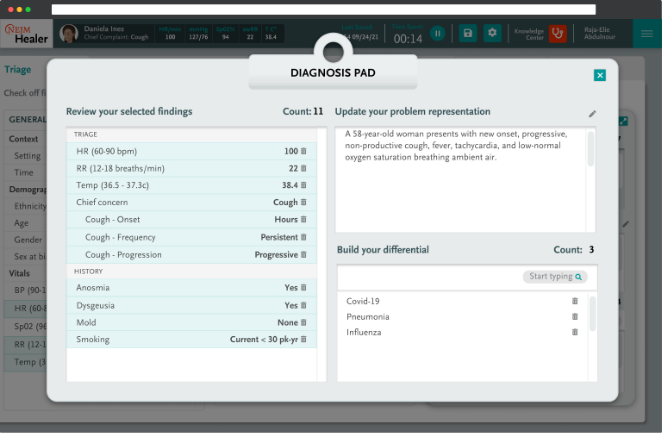 NEJM
Healer
Daniela Inez
Chief Complaint: Cough
100 127/76 94 22 38.4
09/24/21
00:14
Knowledge
Center
Raja-Elie
Abdulnour
Triage
Check off fi
GENERAL
Context
Setting
Time
Demograp
Ethnicity
Age
Gender
Sex at bi
Vitals
BP (90-1
HR (60-8
Sp02 (96
RR (12-1
Temp (3
DIAGNOSIS PAD
Review your selected findings Count: 11
TRIAGE
HR (60-90 bpm) 100
RR (12-18 breaths/min) 22
Temp (36.5 - 37.3c) 38.4
Chief concern Cough
Cough - Onset Hours
Cough - Frequency Persistent
Cough - Progression Progressive
HISTORY
Anosmia Yes
Dysgeusia Yes
Mold None
Smoking Current < 30 pk-yr
Update your problem representation
A 58-year-old woman presents with new onset, progressive,
non-productive cough, fever, tachycardia, and low-normal
oxygen saturation breathing ambient air.
Build your differential Count: 3
Start typing
Covid-19
Pneumonia
Influenza